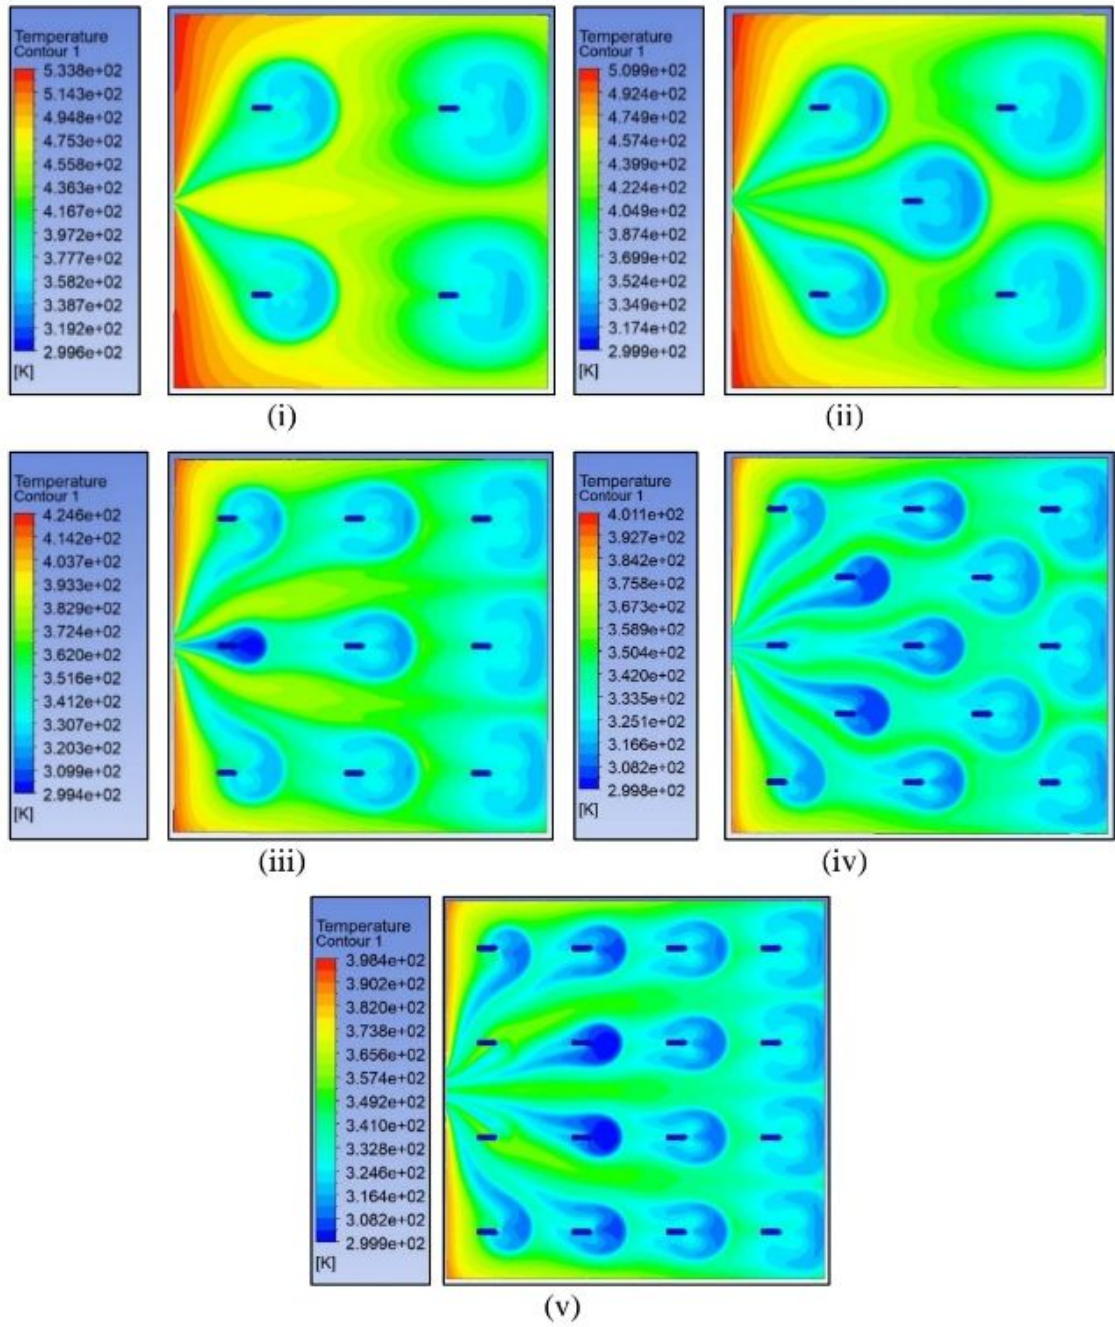 Temperature
Contour 1
5.338e+02
5.143e+02
4.948e+02
4.753e+02
4.558e+02
4.363e+02
4.167e+02
3.972e+02
3.777e+02
3.582e+02
3.387e+02
3.192e+02
2.996e+02
[K]
(i)
Temperature
Contour 1
5.099e+02
4.924e+02
4.749e+02
4.574e+02
4.399e+02
4.224e+02
4.049e+02
3.874e+02
3.699e+02
3.524e+02
3.349e+02
3.174e+02
2.999e+02
[K]
(ii)
Temperature
Contour 1
4.246e+02
4.142e+02
4.037e+02
3.933e+02
3.829e+02
3.724e+02
3.620e+02
3.516e+02
3.412e+02
3.307e+02
3.203e+02
3.099e+02
2.994e+02
[K]
(iii)
Temperature
Contour 1
4.011e+02
3.927e+02
3.842e+02
3.758e+02
3.673e+02
3.589e+02
3.504e+02
3.420e+02
3.335e+02
3.251e+02
3.166e+02
3.082e+02
2.998e+02
[K]
(iv)
Temperature
Contour 1
3.984e+02
3.902e+02
3.820e+02
3.738e+02
3.656e+02
3.574e+02
3.492e+02
3.410e+02
3.328e+02
3.246e+02
3.164e+02
3.082e+02
2.999e+02
[K]
(v)